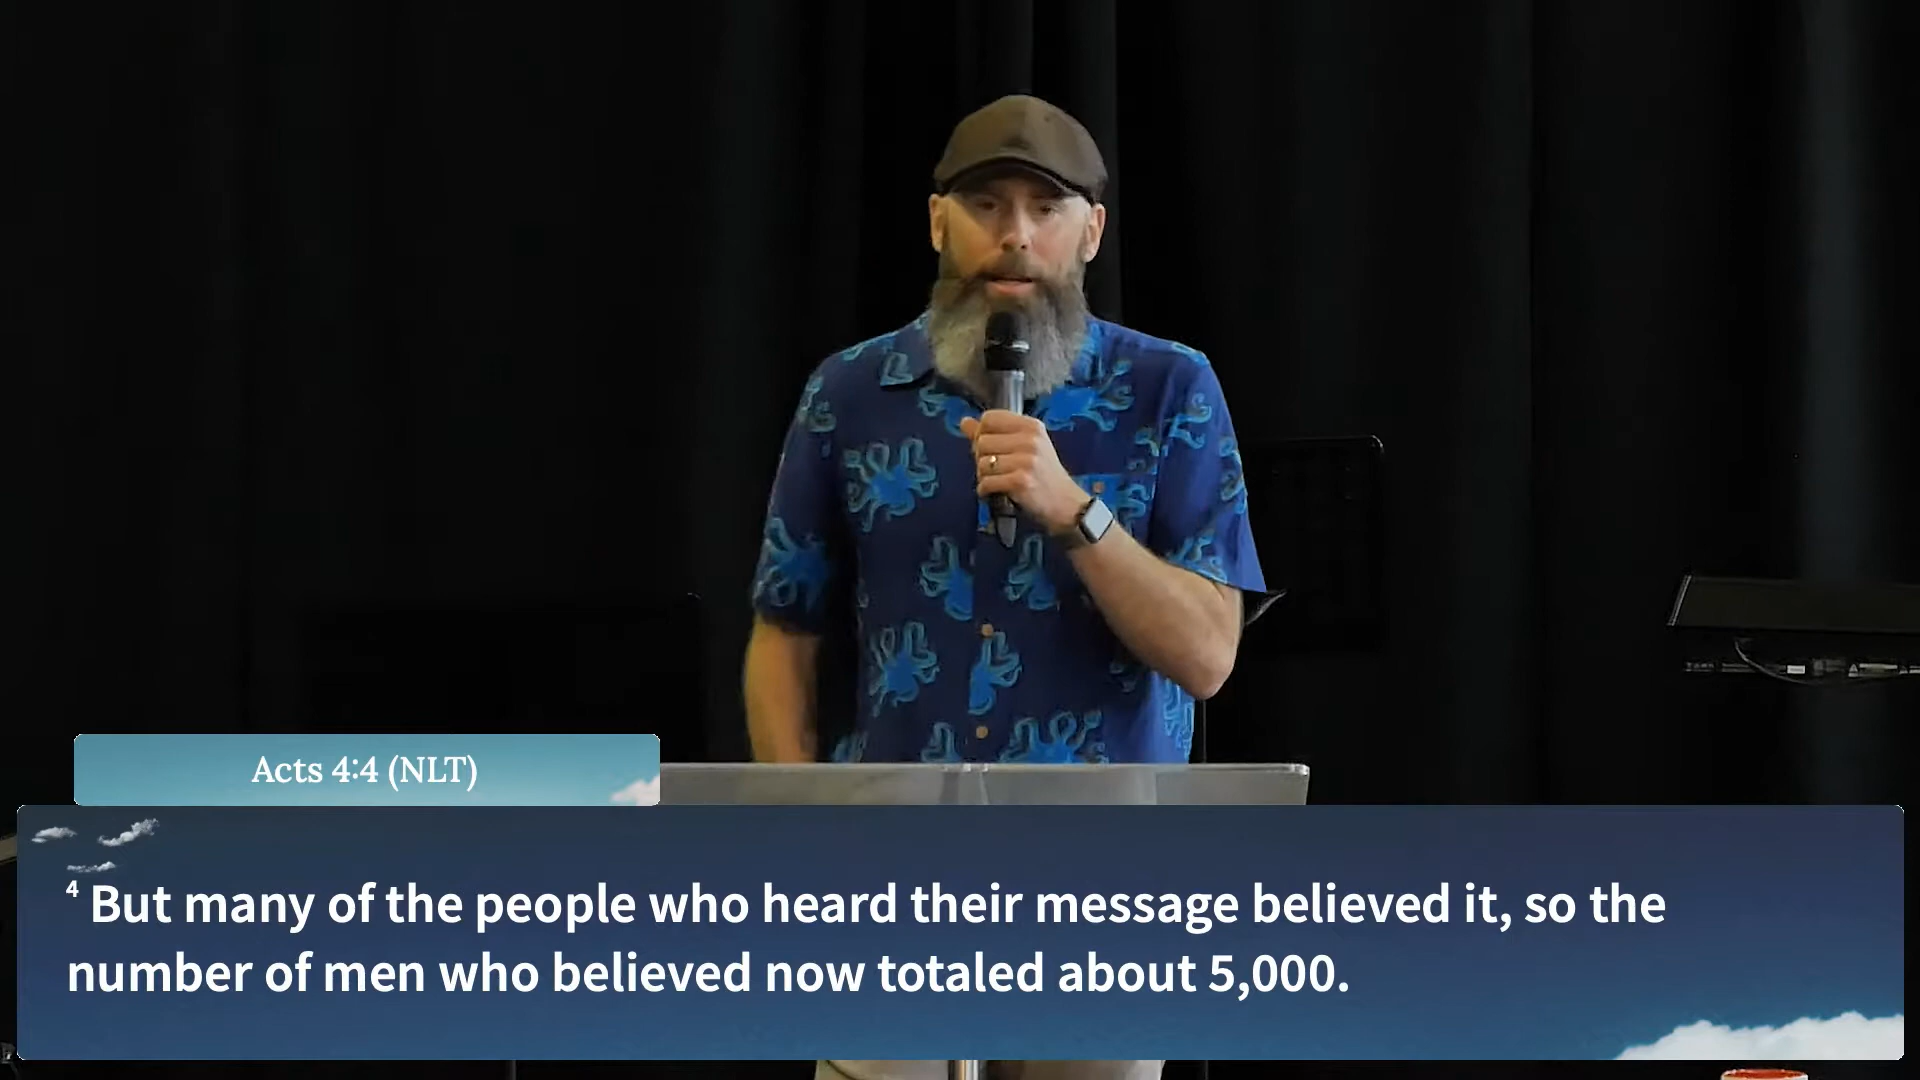 Acts 4:4 (NLT)
4 But many of the people who heard their message believed it, so the
number of men who believed now totaled about 5,000.